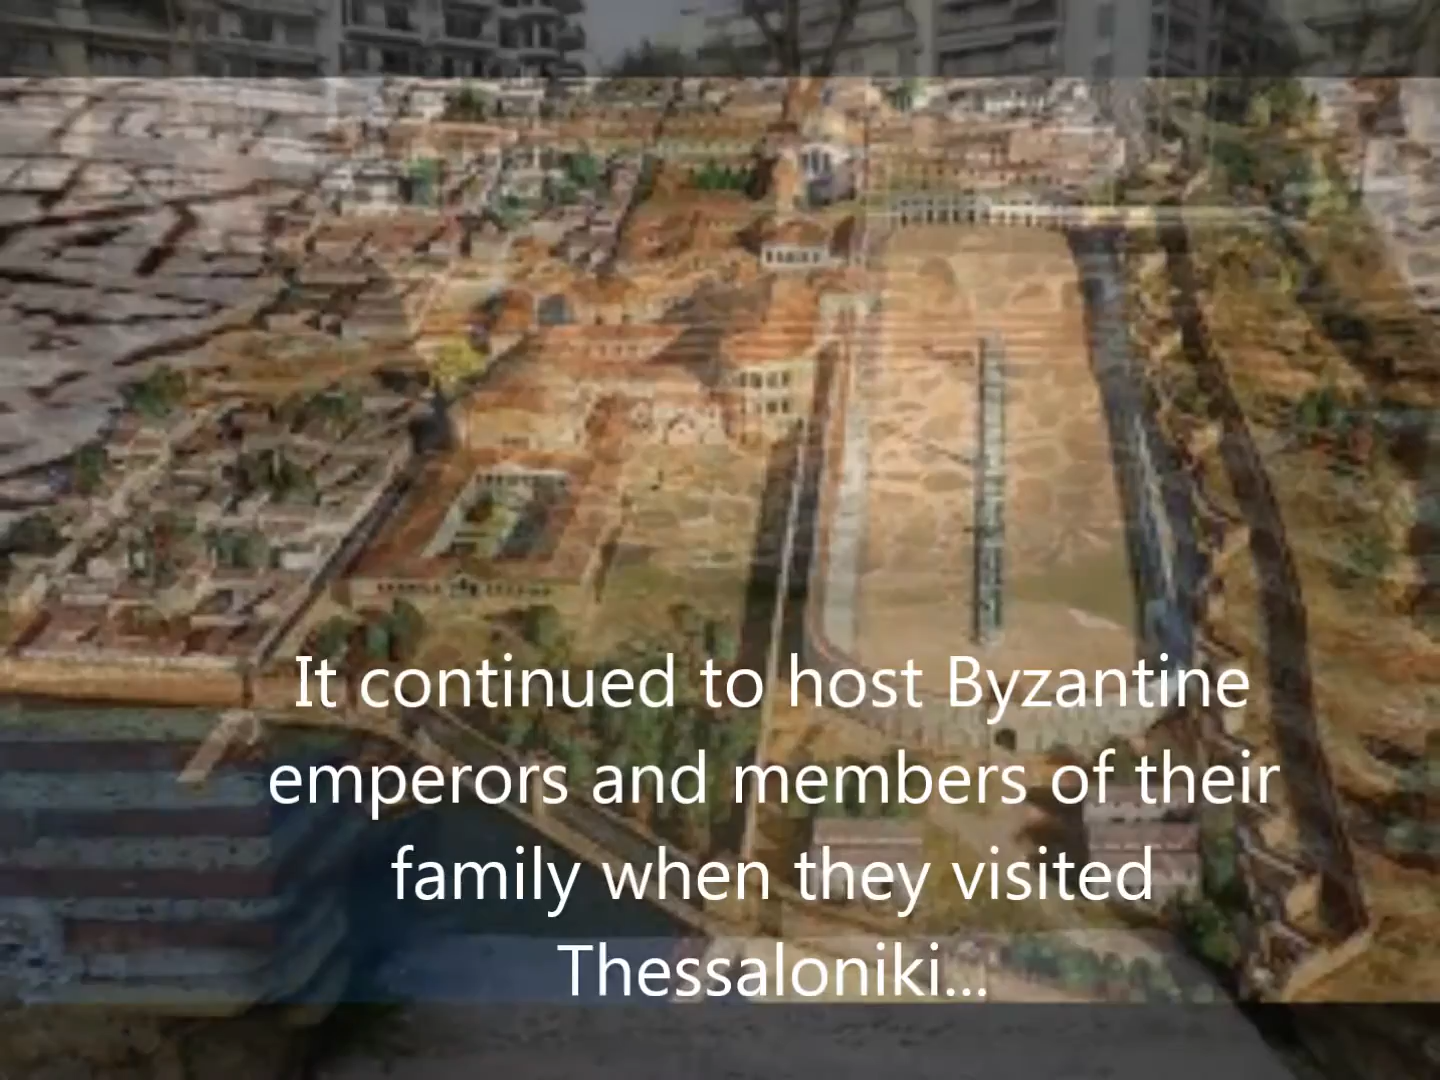 It continued to host Byzantine
emperors and members of their
family when they visited
Thessaloniki...